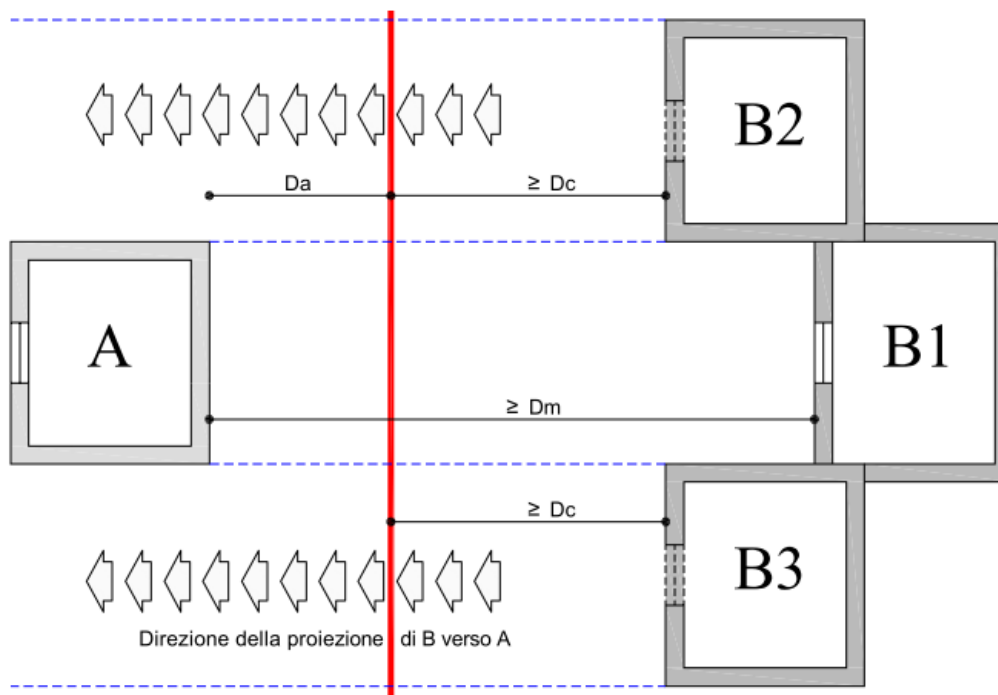 B2
Da
≥ Dc
A
B1
≥ Dm
≥ Dc
B3
Direzione della proiezione di B verso A